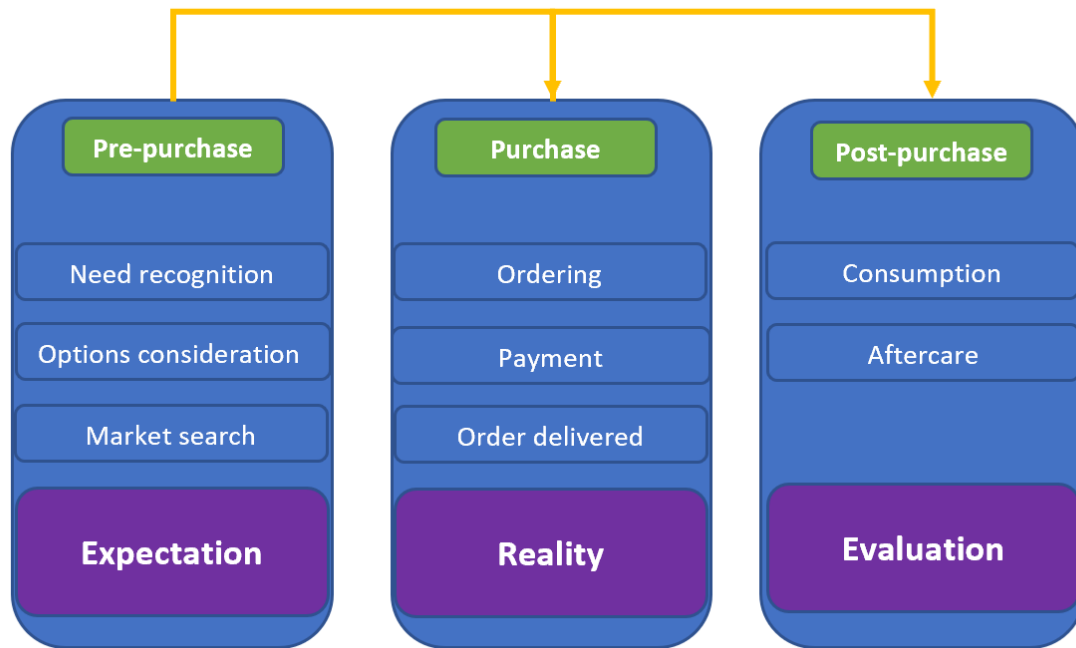 Pre-purchase
Need recognition
Options consideration
Market search
Expectation
Purchase
Ordering
Payment
Order delivered
Reality
Post-purchase
Consumption
Aftercare
Evaluation